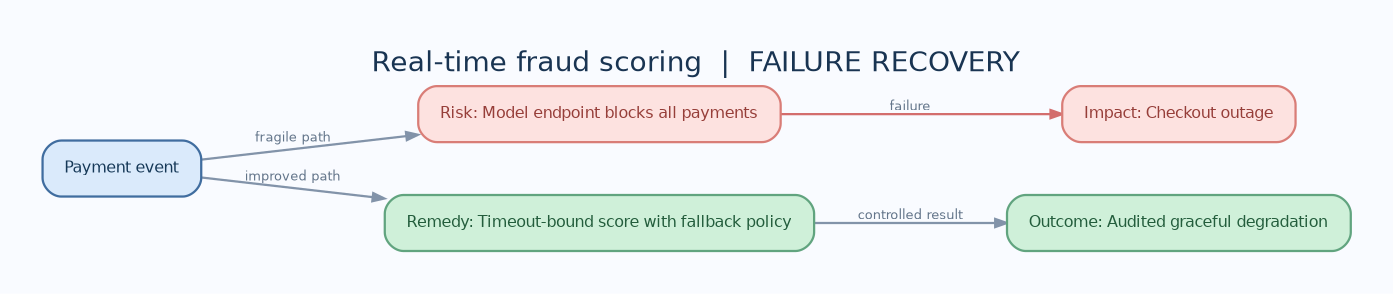 Real-time fraud scoring | FAILURE RECOVERY
Risk: Model endpoint blocks all payments
failure
Impact: Checkout outage
fragile path
Payment event
improved path
Remedy: Timeout-bound score with fallback policy
controlled result
Outcome: Audited graceful degradation